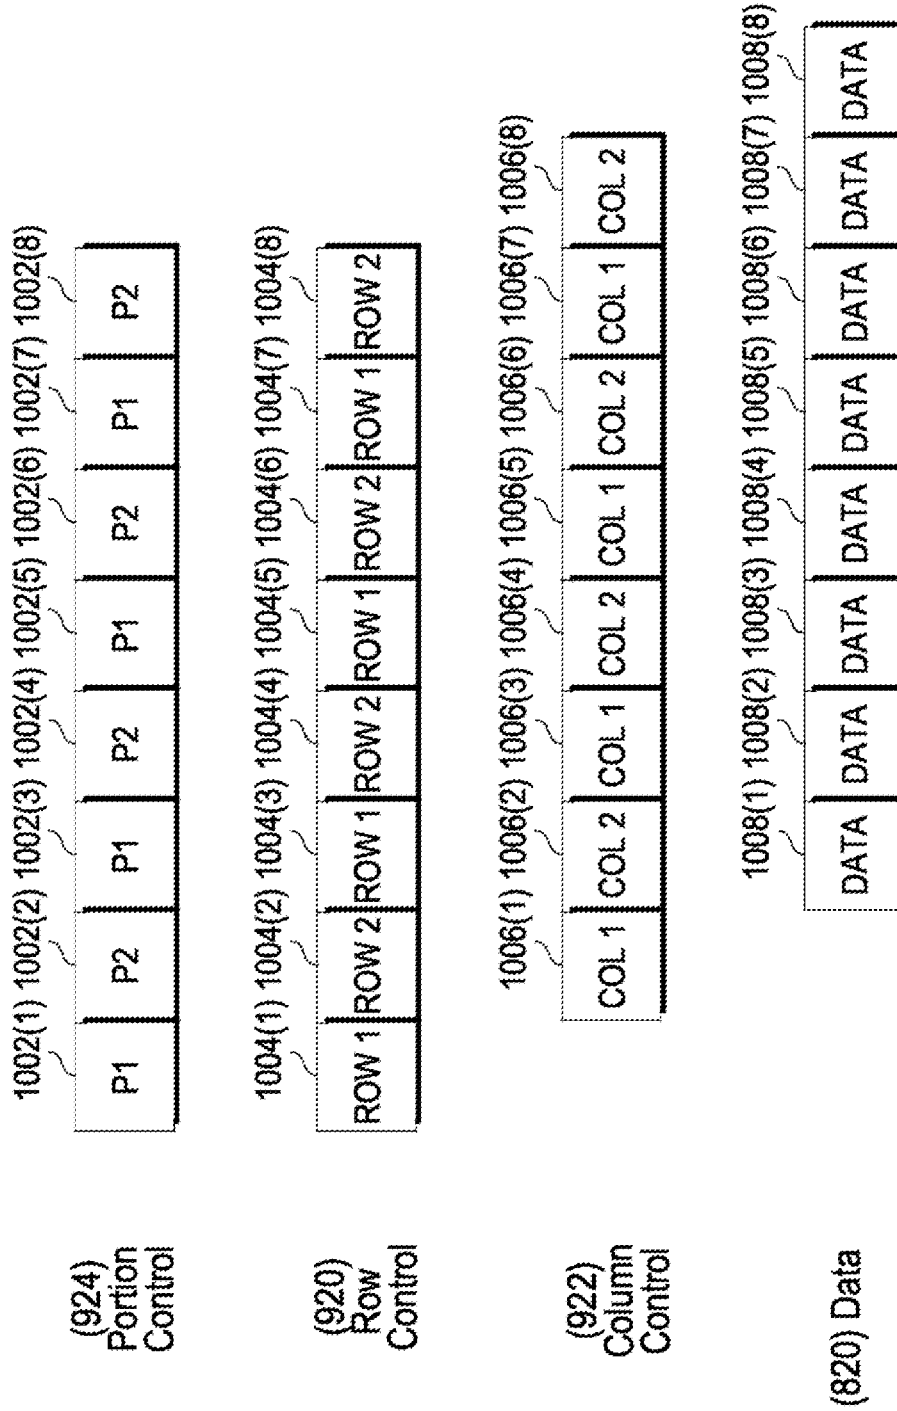 (924)
Portion
Control
1002(1) 1002(2) 1002(3) 1002(4) 1002(5) 1002(6) 1002(7) 1002(8)
P1 P2 P1 P2 P1 P2 P1 P2
(920)
Row
Control
1004(1) 1004(2) 1004(3) 1004(4) 1004(5) 1004(6) 1004(7) 1004(8)
ROW 1 ROW 2 ROW 1 ROW 2 ROW 1 ROW 2 ROW 1 ROW 2
(922)
Column
Control
1006(1) 1006(2) 1006(3) 1006(4) 1006(5) 1006(6) 1006(7) 1006(8)
COL 1 COL 2 COL 1 COL 2 COL 1 COL 2 COL 1 COL 2
(820) Data
1008(1) 1008(2) 1008(3) 1008(4) 1008(5) 1008(6) 1008(7) 1008(8)
DATA DATA DATA DATA DATA DATA DATA DATA